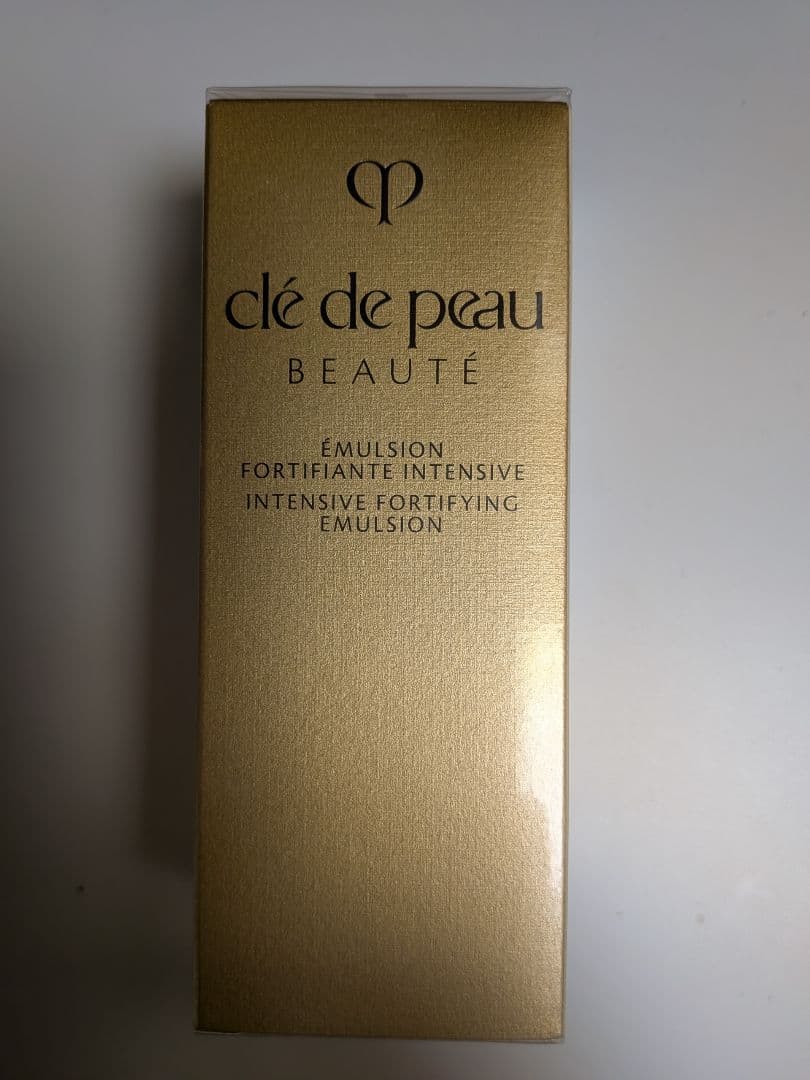 clé de peau
BEAUTÉ
ÉMULSION
FORTIFIANTE INTENSIVE
INTENSIVE FORTIFYING
EMULSION